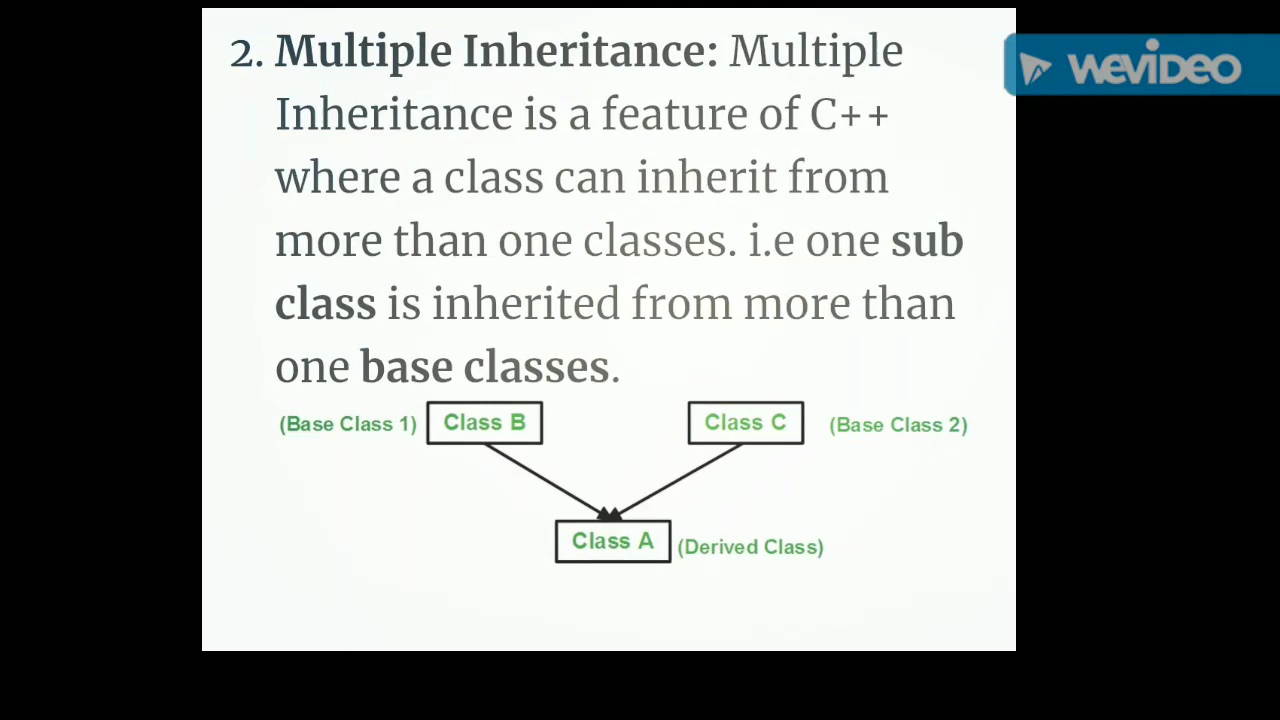 2. Multiple Inheritance: Multiple
Inheritance is a feature of C++
where a class can inherit from
more than one classes. i.e one sub
class is inherited from more than
one base classes.
(Base Class 1) Class B Class C (Base Class 2)
Class A (Derived Class)
WEVIDEO